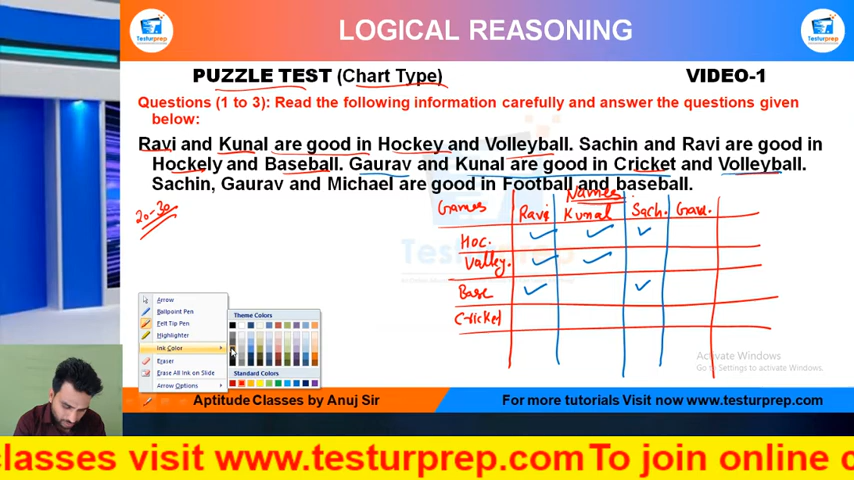 LOGICAL REASONING
Testurprep
Testurprep
PUZZLE TEST (Chart Type)
VIDEO-1
Questions (1 to 3): Read the following information carefully and answer the questions given
below:
Ravi and Kunal are good in Hockey and Volleyball. Sachin and Ravi are good in
Hockely and Baseball. Gaurav and Kunal are good in Cricket and Volleyball.
Sachin, Gaurav and Michael are good in Football and baseball.
20-30
Names
Games Ravi Kunal Sach. Gau.
Hoc.
Valley.
Base
Cricket
Arrow
Ballpoint Pen
Felt Tip Pen
Highlighter
Ink Color
Eraser
Erase All Ink on Slide
Arrow Options
Theme Colors
Standard Colors
Activate Windows
Go to Settings to activate Windows.
Aptitude Classes by Anuj Sir
For more tutorials Visit now www.testurprep.com
classes visit www.testurprep.com To join online c